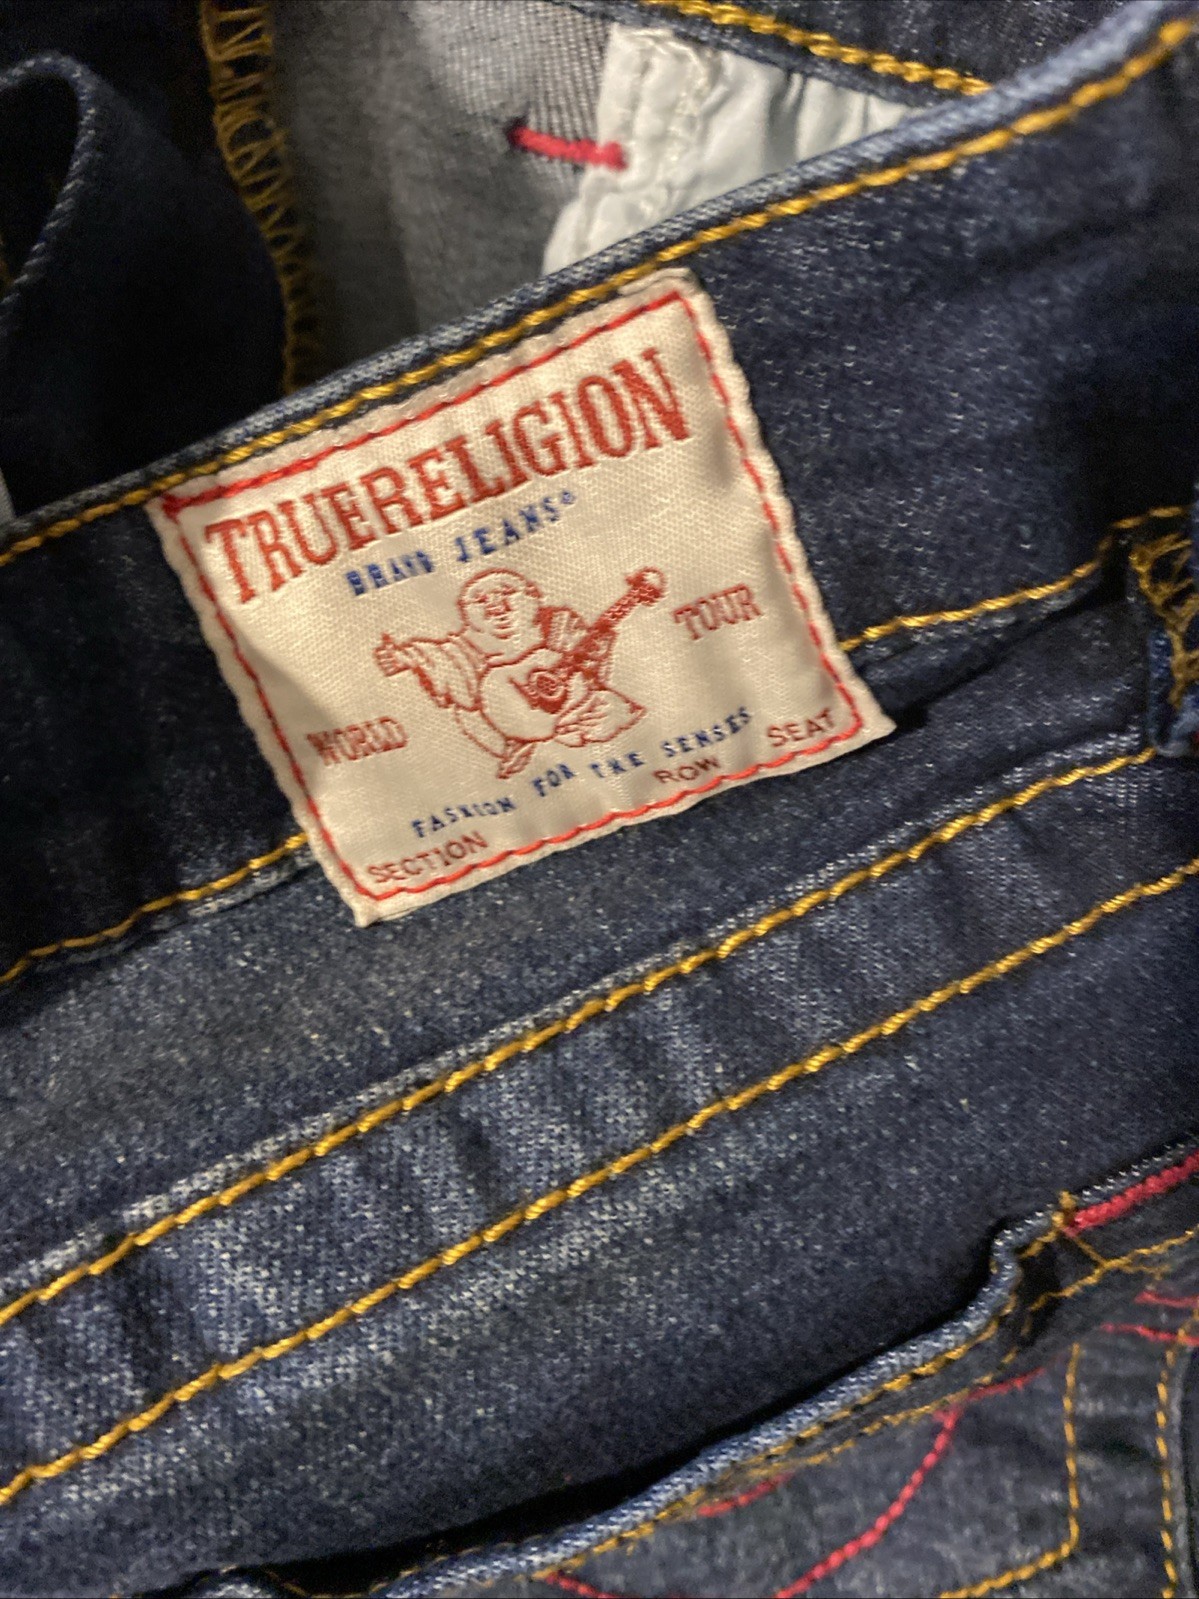 TRUERELIGION
BRAND JEANS®
WORLD TOUR
FASHION FOR THE SENSES
SECTION ROW SEAT